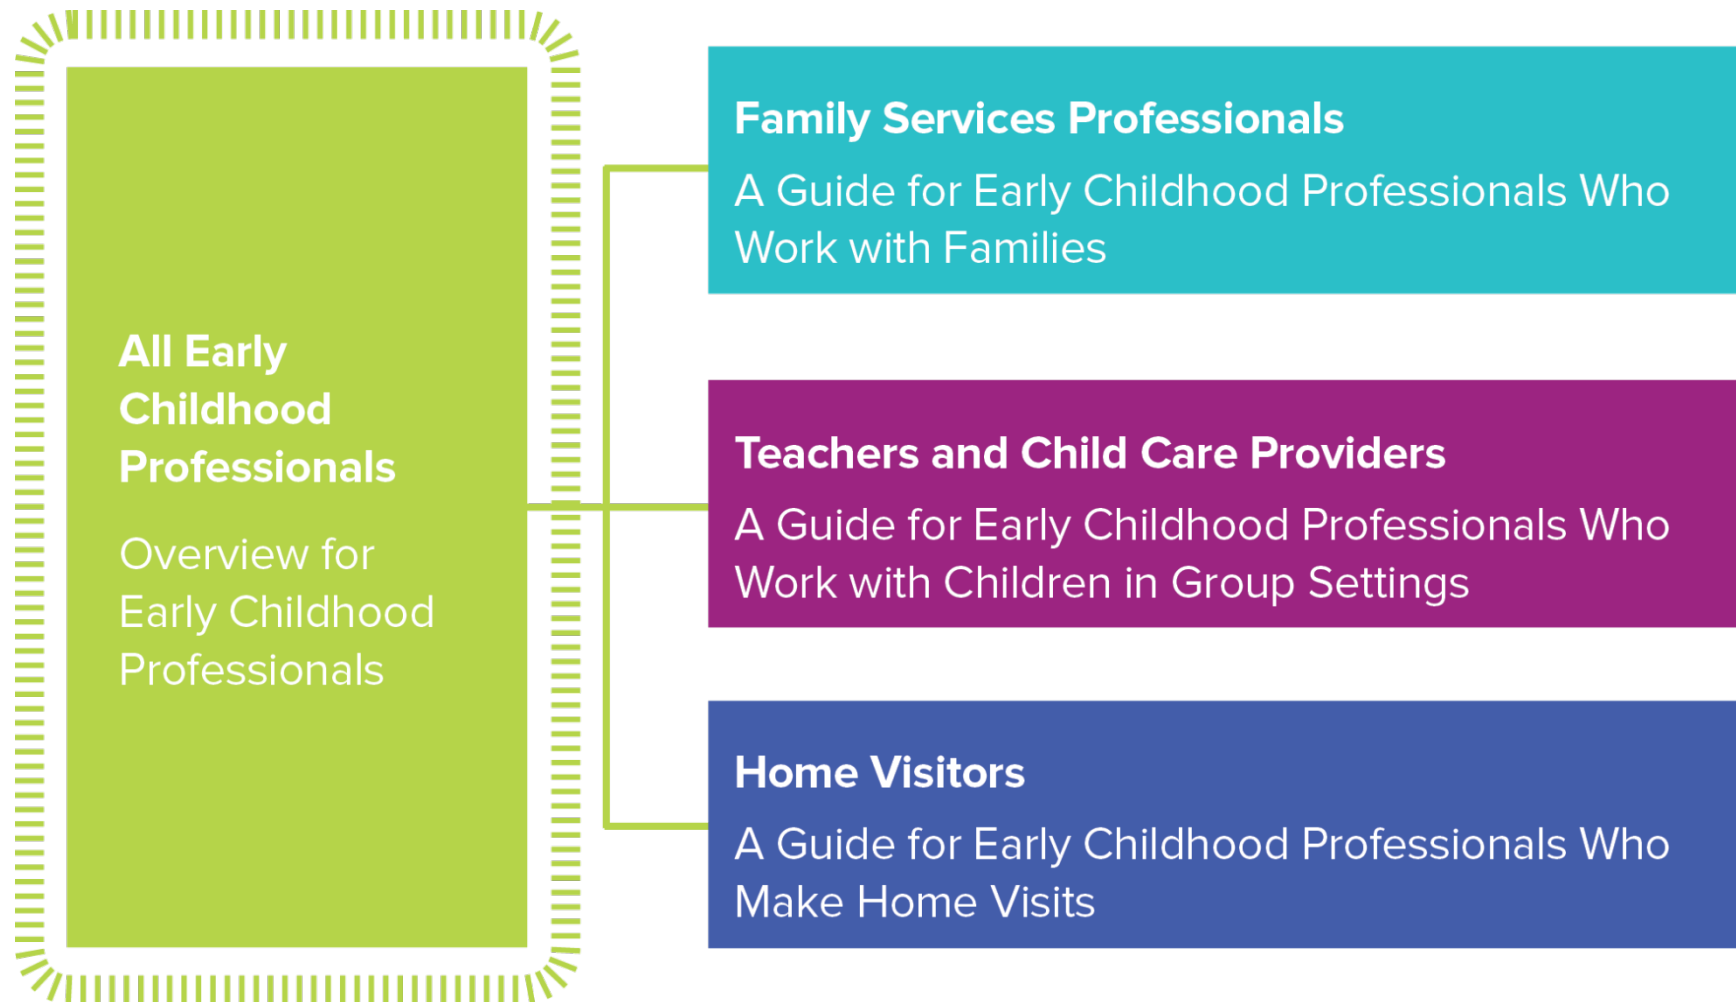 All Early
Childhood
Professionals
Overview for
Early Childhood
Professionals
Family Services Professionals
A Guide for Early Childhood Professionals Who
Work with Families
Teachers and Child Care Providers
A Guide for Early Childhood Professionals Who
Work with Children in Group Settings
Home Visitors
A Guide for Early Childhood Professionals Who
Make Home Visits